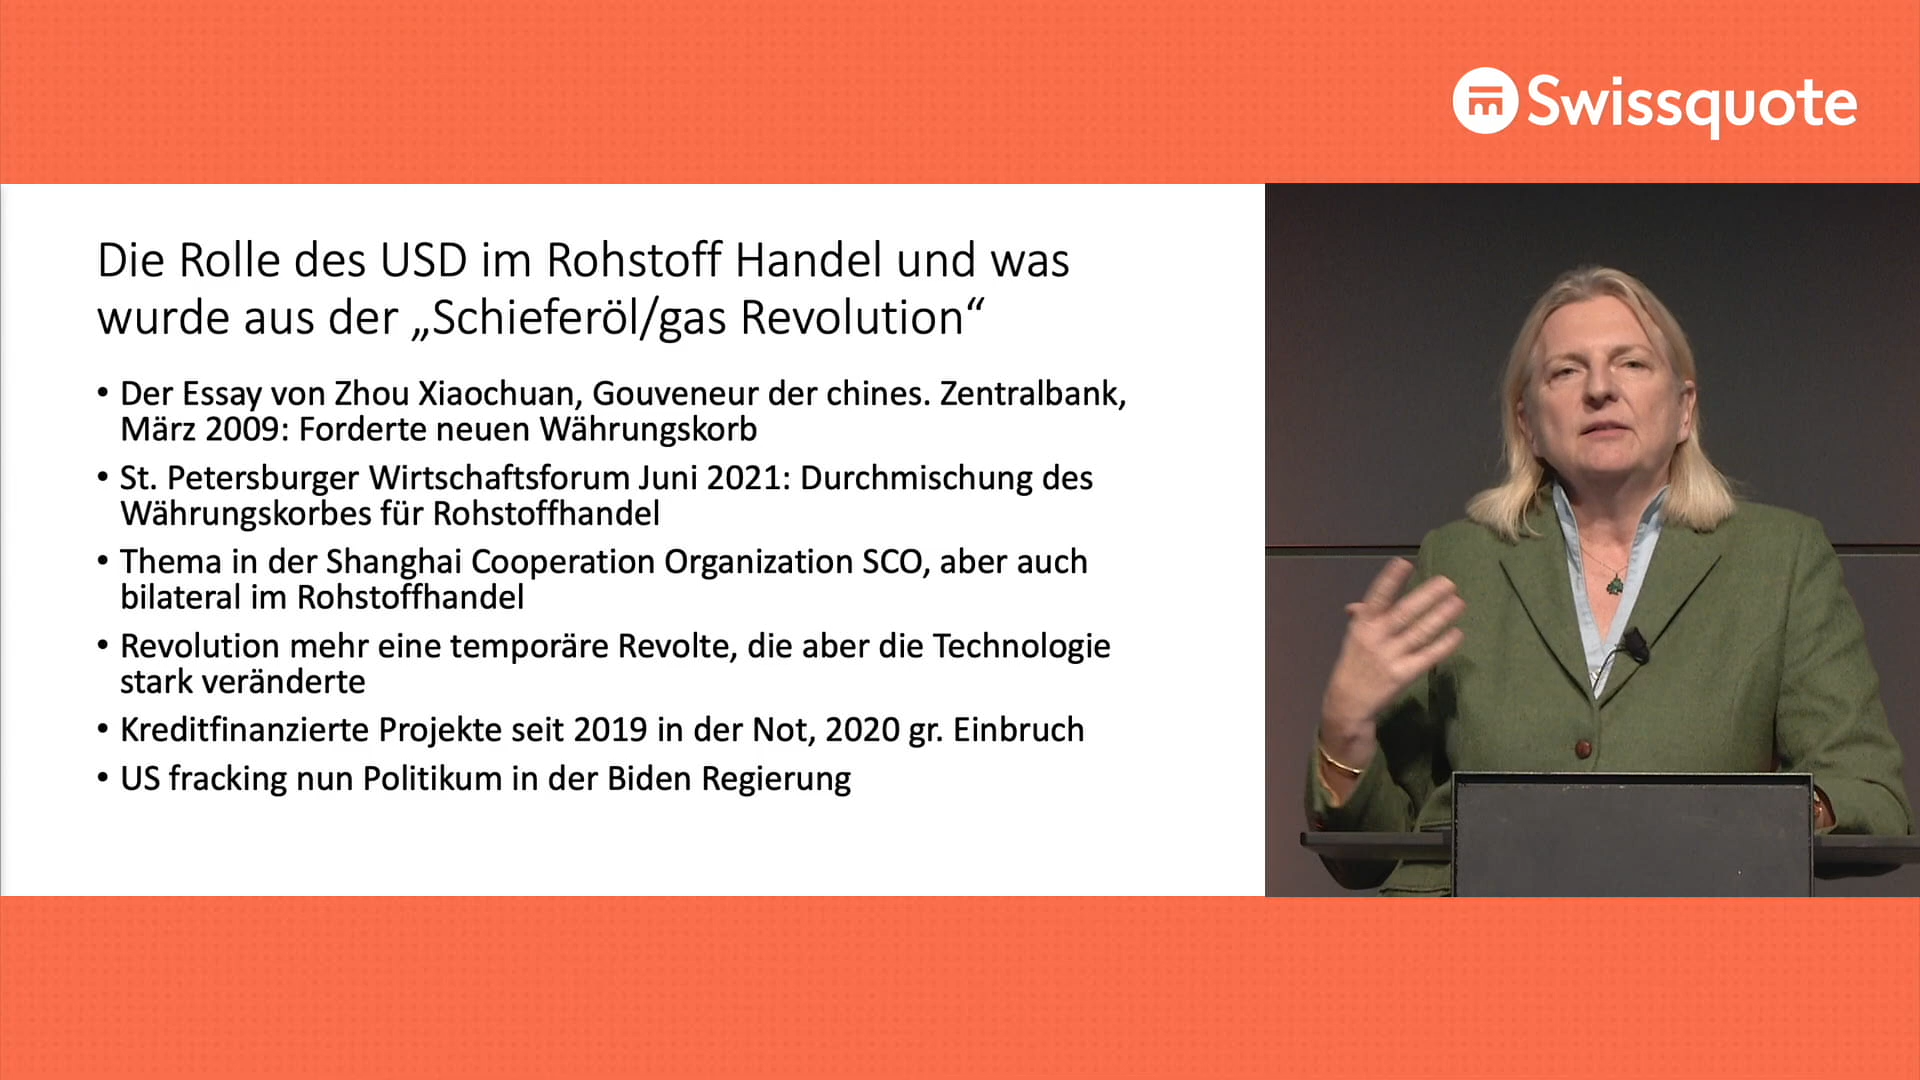 Swissquote
Die Rolle des USD im Rohstoff Handel und was
wurde aus der „Schieferöl/gas Revolution“
• Der Essay von Zhou Xiaochuan, Gouveneur der chines. Zentralbank,
März 2009: Forderte neuen Währungskorb
• St. Petersburger Wirtschaftsforum Juni 2021: Durchmischung des
Währungskorbes für Rohstoffhandel
• Thema in der Shanghai Cooperation Organization SCO, aber auch
bilateral im Rohstoffhandel
• Revolution mehr eine temporäre Revolte, die aber die Technologie
stark veränderte
• Kreditfinanzierte Projekte seit 2019 in der Not, 2020 gr. Einbruch
• US fracking nun Politikum in der Biden Regierung